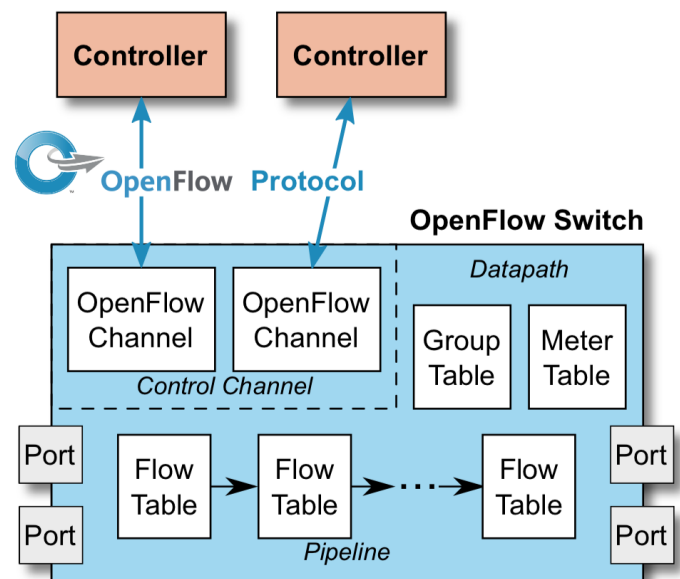 Controller
Controller
OpenFlow Protocol
™
OpenFlow Switch
Datapath
OpenFlow
Channel
OpenFlow
Channel
Control Channel
Group
Table
Meter
Table
Port
Port
Flow
Table
Flow
Table
...
Flow
Table
Port
Port
Pipeline